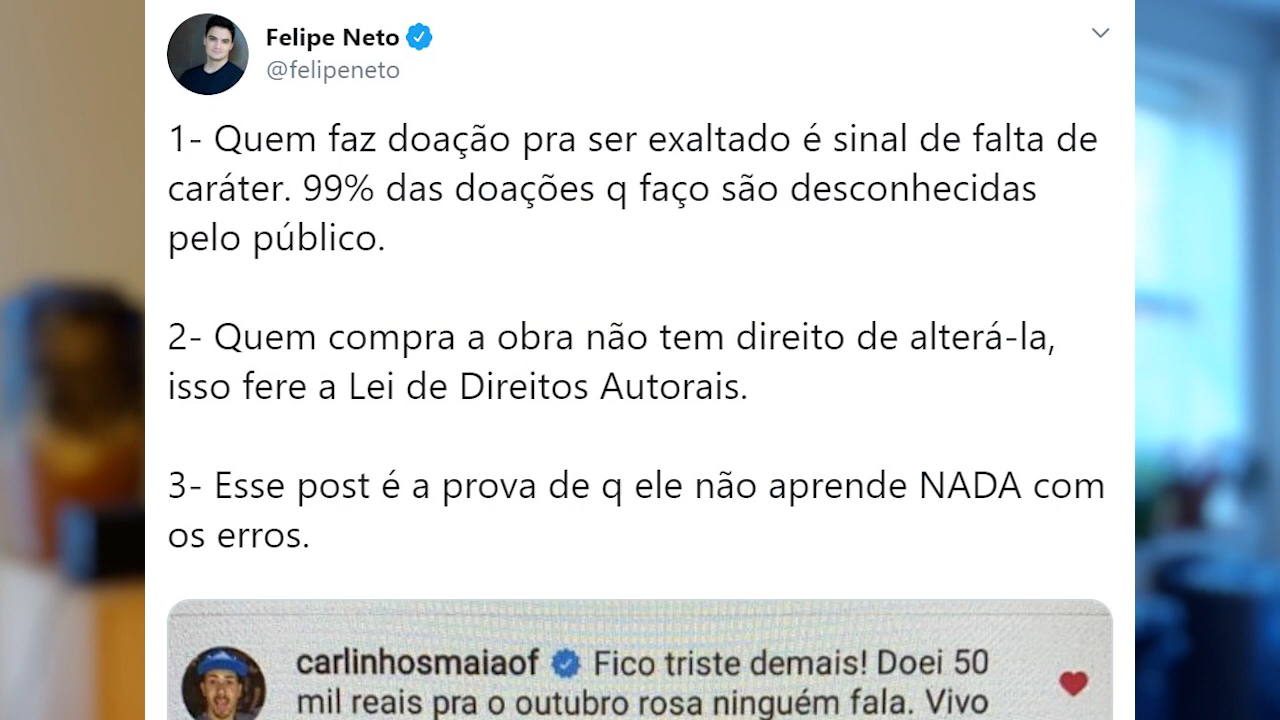 Felipe Neto
@felipeneto
1- Quem faz doação pra ser exaltado é sinal de falta de
caráter. 99% das doações q faço são desconhecidas
pelo público.
2- Quem compra a obra não tem direito de alterá-la,
isso fere a Lei de Direitos Autorais.
3- Esse post é a prova de q ele não aprende NADA com
os erros.
carlinhosmaiaof Fico triste demais! Doei 50
mil reais pra o outubro rosa ninguém fala. Vivo